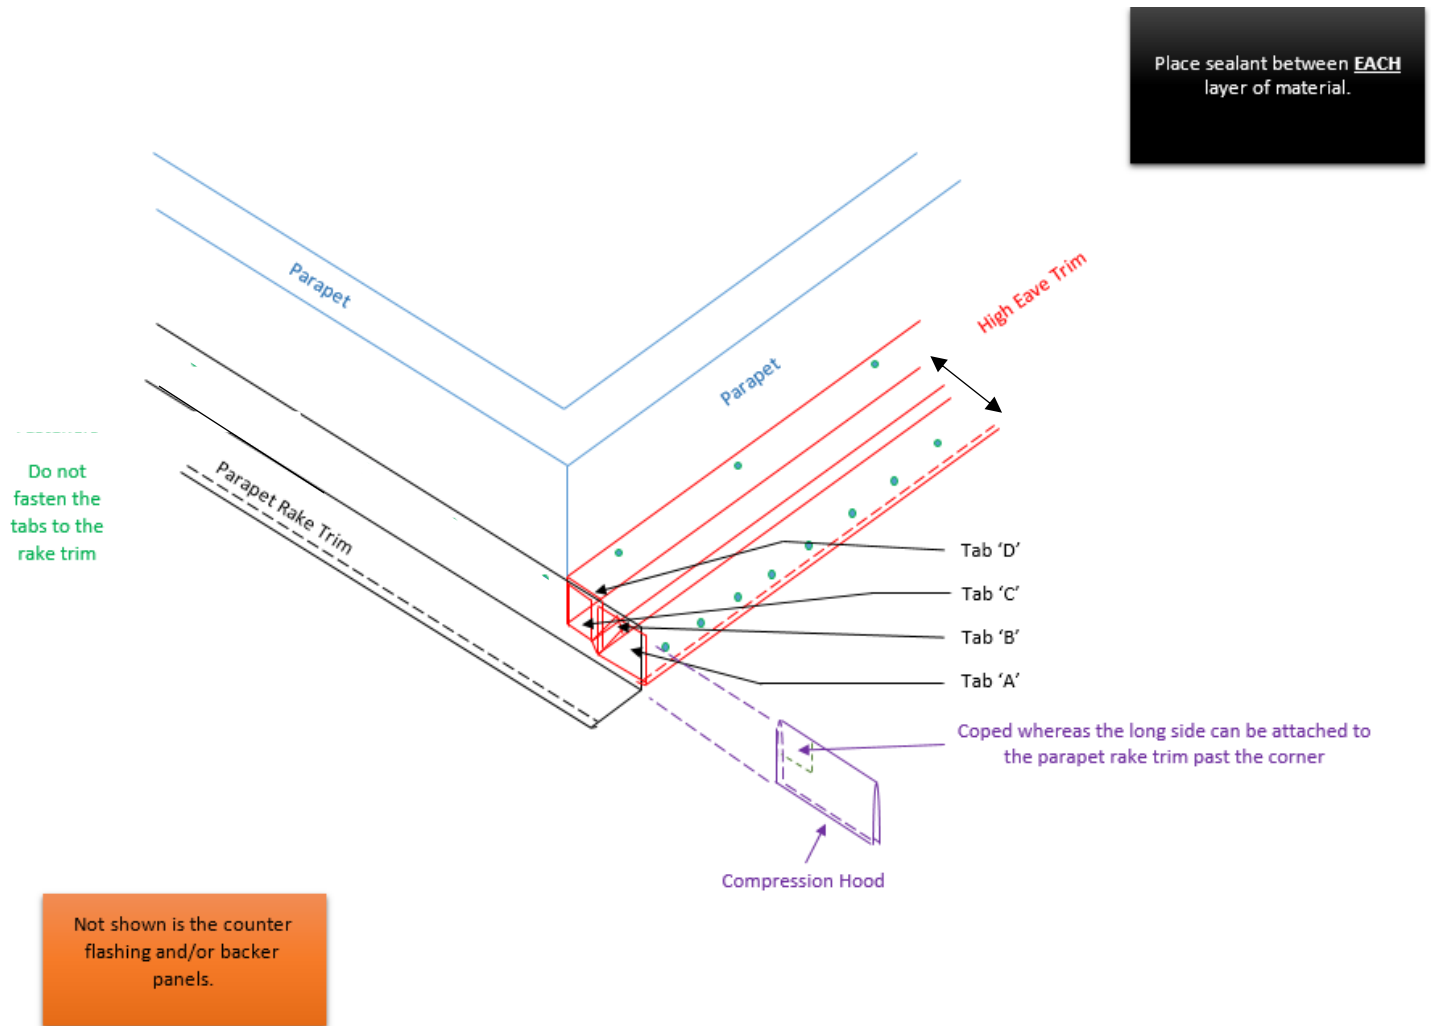 Place sealant between EACH
layer of material.
Parapet
High Eave Trim
Parapet
Do not
fasten the
tabs to the
rake trim
Parapet Rake Trim
Tab ‘D’
Tab ‘C’
Tab ‘B’
Tab ‘A’
Coped whereas the long side can be attached to
the parapet rake trim past the corner
Compression Hood
Not shown is the counter
flashing and/or backer
panels.